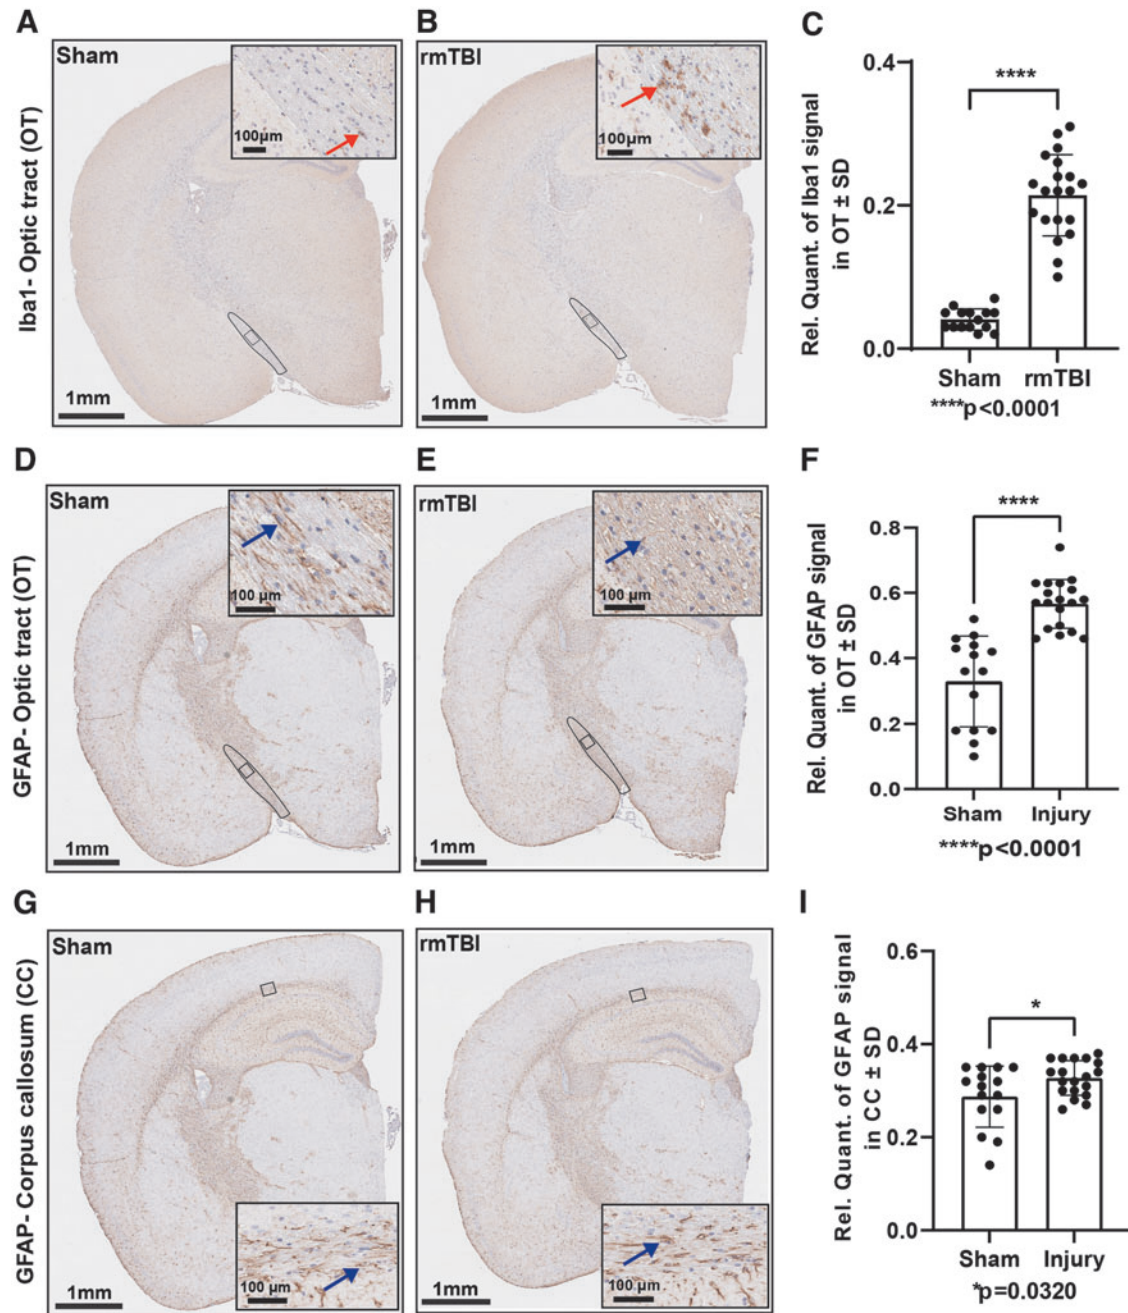 A
B
C
Iba1- Optic tract (OT)
Sham
100µm
1mm
rmTBI
100µm
1mm
Rel. Quant. of Iba1 signal
in OT ± SD
0.4
0.2
0.0
****
Sham rmTBI
****p<0.0001
D
E
F
GFAP- Optic tract (OT)
Sham
100 µm
1mm
rmTBI
100 µm
1mm
Rel. Quant. of GFAP signal
in OT ± SD
0.8
0.6
0.4
0.2
0.0
****
Sham Injury
****p<0.0001
G
H
I
GFAP- Corpus callosum (CC)
Sham
100 µm
1mm
rmTBI
100 µm
1mm
Rel. Quant. of GFAP signal
in CC ± SD
0.6
0.4
0.2
0.0
*
Sham Injury
*p=0.0320